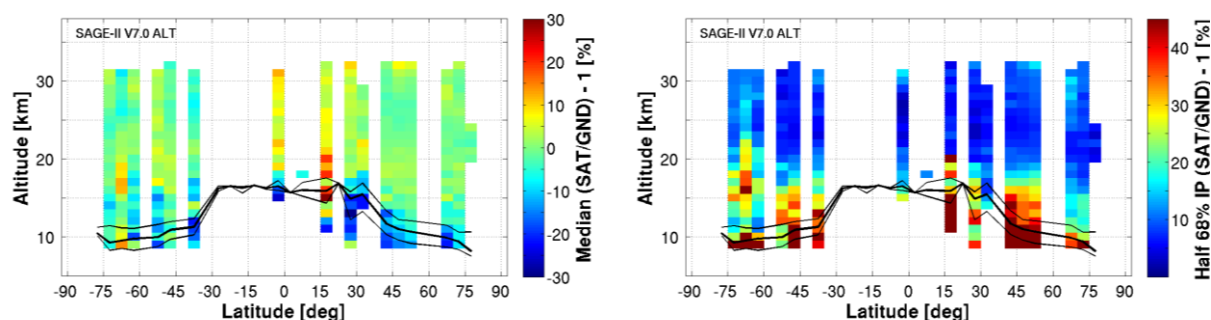 SAGE-II V7.0 ALT
30
20
10
Altitude [km]
-90 -75 -60 -45 -30 -15 0 15 30 45 60 75 90
Latitude [deg]
30
20
10
0
-10
-20
-30
Median (SAT/GND) - 1 [%]
SAGE-II V7.0 ALT
30
20
10
Altitude [km]
-90 -75 -60 -45 -30 -15 0 15 30 45 60 75 90
Latitude [deg]
40
30
20
10
Half 68% IP (SAT/GND) - 1 [%]